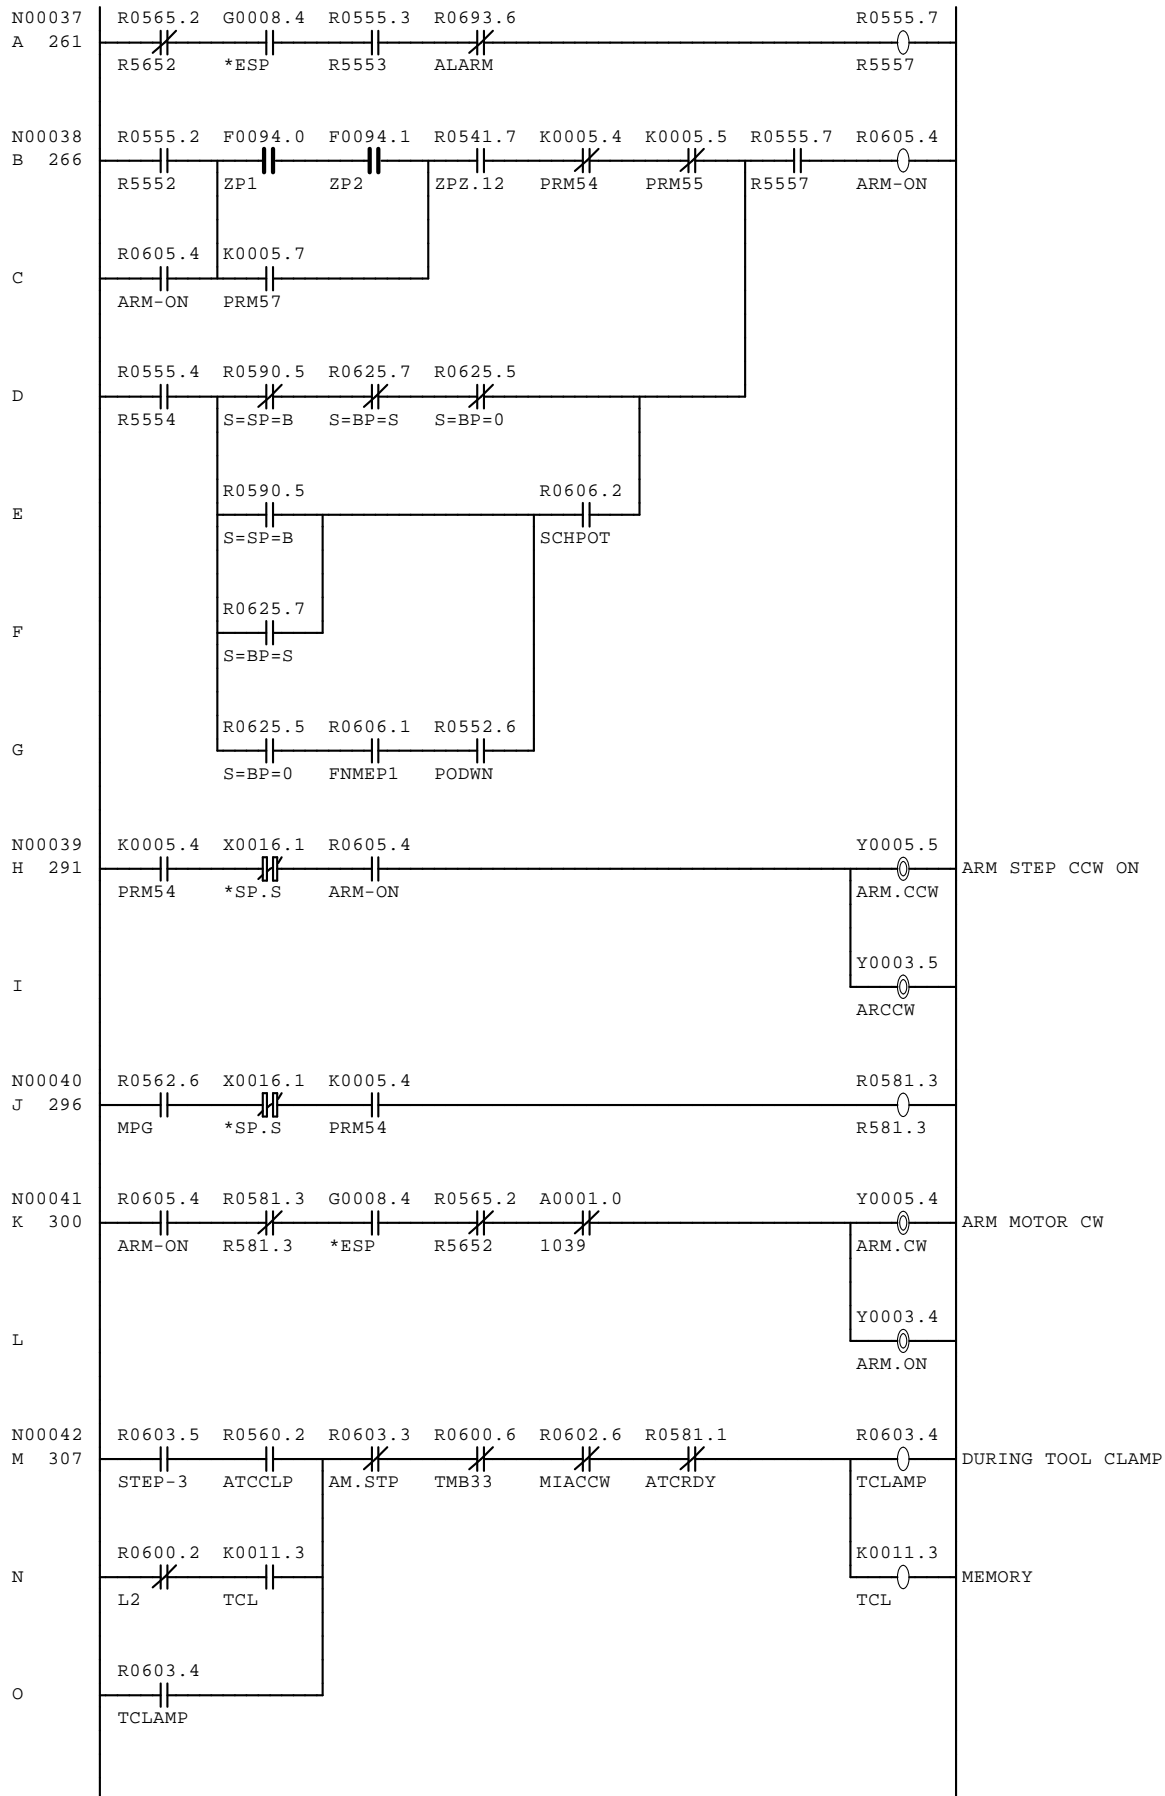 N00037 R0565.2 G0008.4 R0555.3 R0693.6 R0555.7
A 261
R5652 *ESP R5553 ALARM R5557
N00038 R0555.2 F0094.0 F0094.1 R0541.7 K0005.4 K0005.5 R0555.7 R0605.4
B 266
R5552 ZP1 ZP2 ZPZ.12 PRM54 PRM55 R5557 ARM-ON
R0605.4 K0005.7
C
ARM-ON PRM57
R0555.4 R0590.5 R0625.7 R0625.5
D
R5554 S=SP=B S=BP=S S=BP=0
R0590.5 R0606.2
E
S=SP=B SCHPOT
R0625.7
F
S=BP=S
R0625.5 R0606.1 R0552.6
G
S=BP=0 FNMEP1 PODWN
N00039 K0005.4 X0016.1 R0605.4 Y0005.5
H 291 ARM STEP CCW ON
PRM54 *SP.S ARM-ON ARM.CCW
Y0003.5
I
ARCCW
N00040 R0562.6 X0016.1 K0005.4 R0581.3
J 296
MPG *SP.S PRM54 R581.3
N00041 R0605.4 R0581.3 G0008.4 R0565.2 A0001.0 Y0005.4
K 300 ARM MOTOR CW
ARM-ON R581.3 *ESP R5652 1039 ARM.CW
Y0003.4
L
ARM.ON
N00042 R0603.5 R0560.2 R0603.3 R0600.6 R0602.6 R0581.1 R0603.4
M 307 DURING TOOL CLAMP
STEP-3 ATCCLP AM.STP TMB33 MIACCW ATCRDY TCLAMP
R0600.2 K0011.3 K0011.3
N MEMORY
L2 TCL TCL
R0603.4
O
TCLAMP